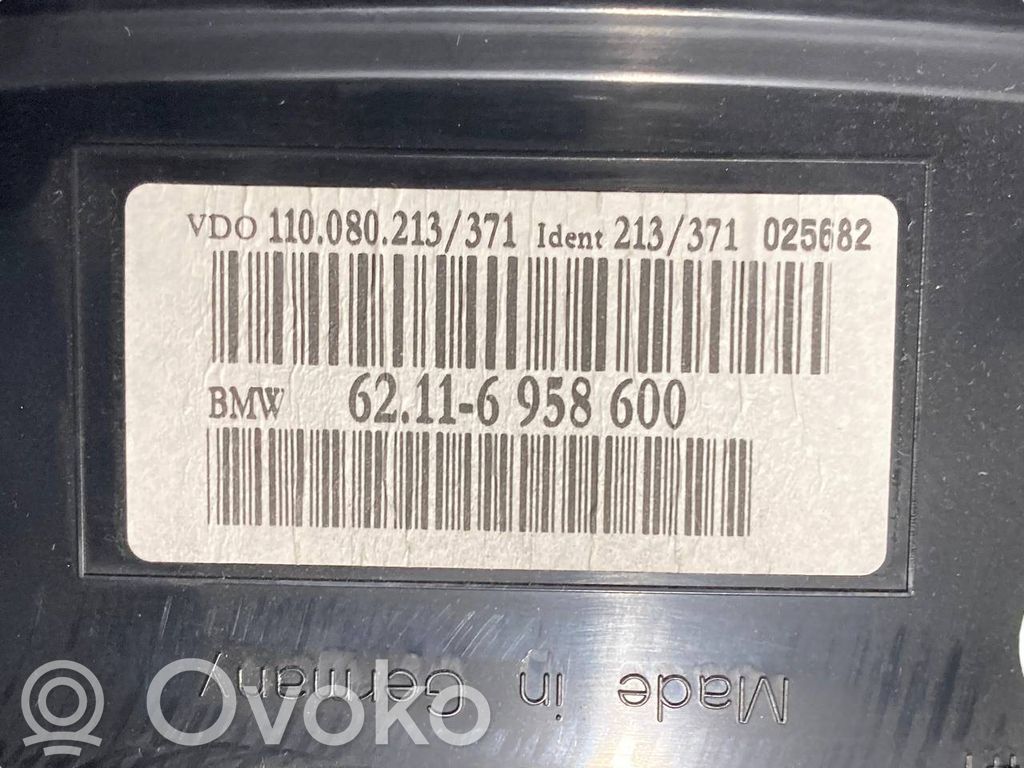 VDO 110.080.213/371 Ident 213/371 025682
BMW 62.11-6 958 600
Made in Germany
Ovoko